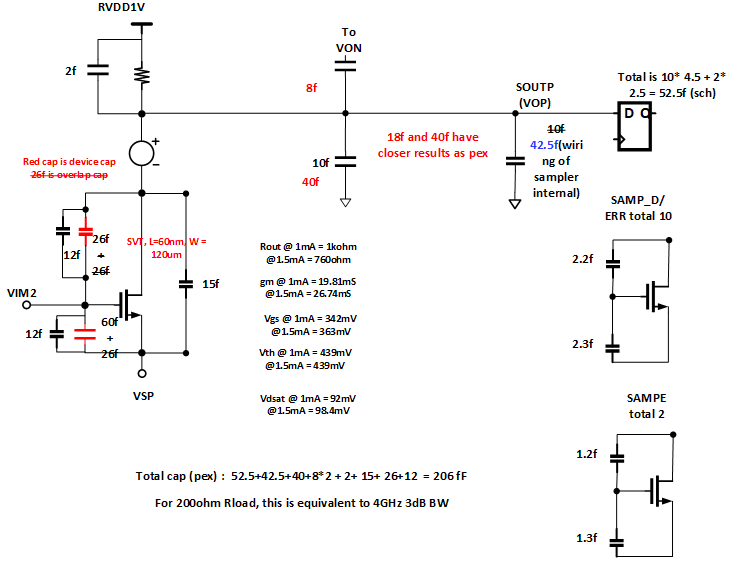 RVDD1V
2f
To
VON
8f
SOUTP
(VOP)
Total is 10* 4.5 + 2*
2.5 = 52.5f (sch)
D Q
10f
42.5f(wiri
ng of
sampler
internal)
18f and 40f have
closer results as pex
10f
40f
Red cap is device cap
26f is overlap cap
+
−
SVT, L=60nm, W =
120um
26f
+
26f
12f
15f
VIM2
60f
+
26f
12f
VSP
Rout @ 1mA = 1kohm
@1.5mA = 760ohm
gm @ 1mA = 19.81mS
@1.5mA = 26.74mS
Vgs @ 1mA = 342mV
@1.5mA = 363mV
Vth @ 1mA = 439mV
@1.5mA = 439mV
Vdsat @ 1mA = 92mV
@1.5mA = 98.4mV
SAMP_D/
ERR total 10
2.2f
2.3f
SAMPE
total 2
1.2f
1.3f
Total cap (pex) : 52.5+42.5+40+8*2 + 2+ 15+ 26+12 = 206 fF
For 200ohm Rload, this is equivalent to 4GHz 3dB BW